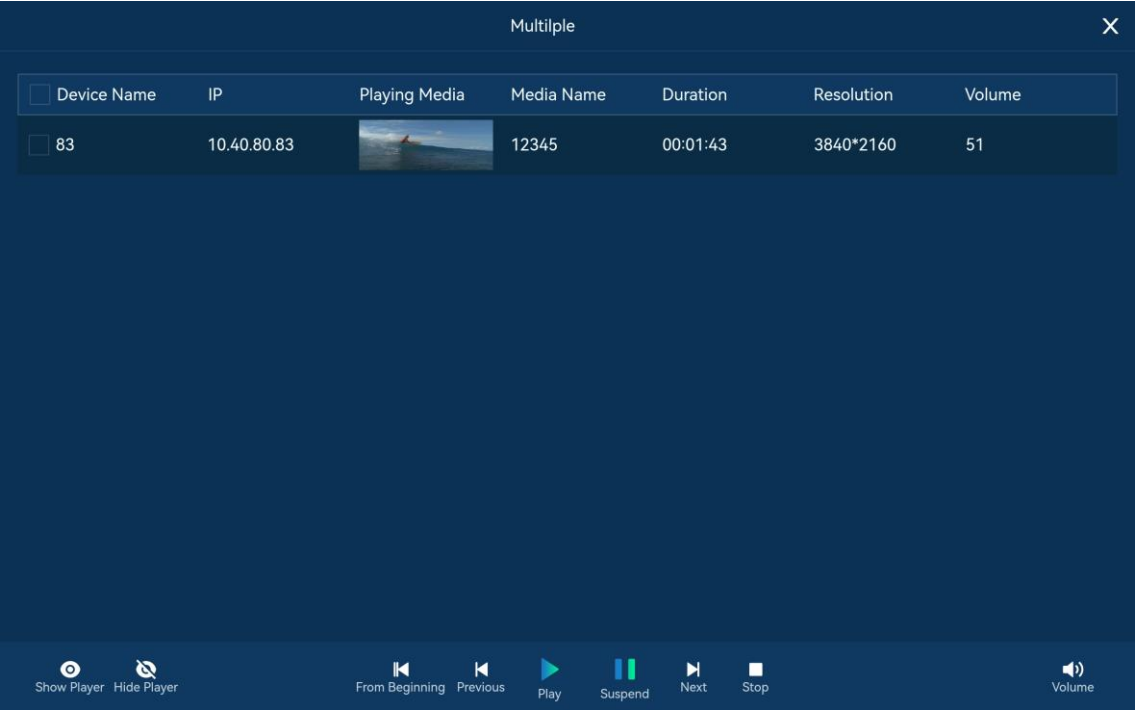 Multilple X
Device Name IP Playing Media Media Name Duration Resolution Volume
83 10.40.80.83 12345 00:01:43 3840*2160 51
Show Player Hide Player From Beginning Previous Play Suspend Next Stop Volume